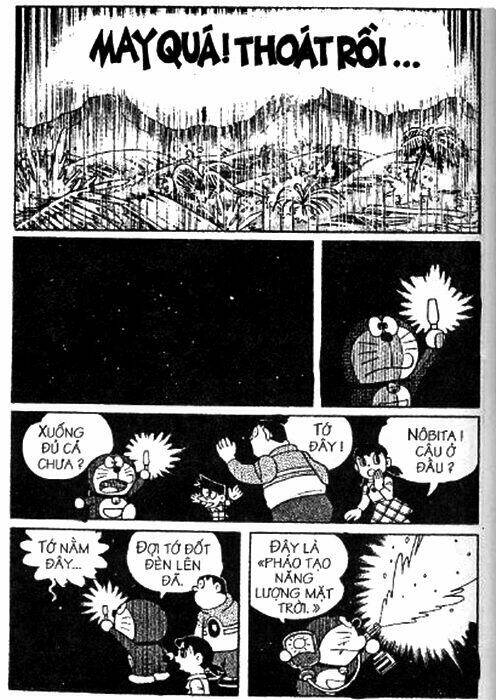 MAY QUÁ! THOÁT RỒI...
XUỐNG
ĐỦ CẢ
CHƯA?
TỚ
ĐÂY!
NÔBITA!
CẬU Ở
ĐÂU?
TỚ NẰM
ĐÂY...
ĐỢI TỚ ĐỐT
ĐÈN LÊN
ĐÃ.
ĐÂY LÀ
«PHÁO TẠO
NĂNG
LƯỢNG MẶT
TRỜI.»